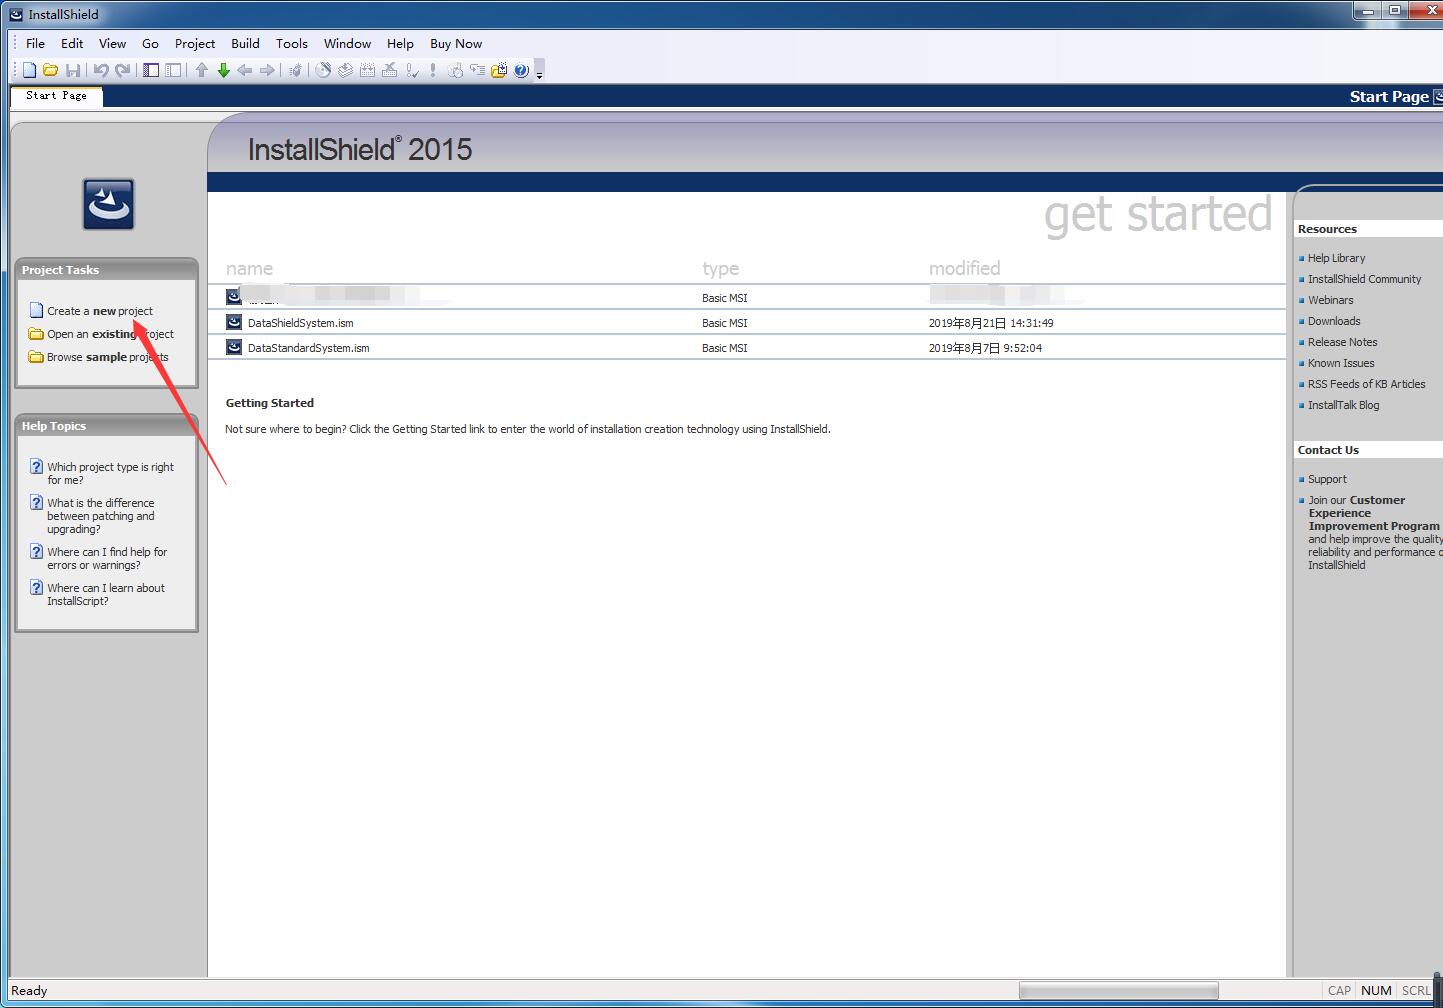 InstallShield
File Edit View Go Project Build Tools Window Help Buy Now
Start Page
Start Page
InstallShield® 2015
get started
Project Tasks
Create a new project
Open an existing project
Browse sample projects
Help Topics
Which project type is right
for me?
What is the difference
between patching and
upgrading?
Where can I find help for
errors or warnings?
Where can I learn about
InstallScript?
name type modified
Basic MSI
DataShieldSystem.ism Basic MSI 2019年8月21日 14:31:49
DataStandardSystem.ism Basic MSI 2019年8月7日 9:52:04
Getting Started
Not sure where to begin? Click the Getting Started link to enter the world of installation creation technology using InstallShield.
Resources
Help Library
InstallShield Community
Webinars
Downloads
Release Notes
Known Issues
RSS Feeds of KB Articles
InstallTalk Blog
Contact Us
Support
Join our Customer
Experience
Improvement Program
and help improve the quality
reliability and performance
InstallShield
Ready CAP NUM SCRL